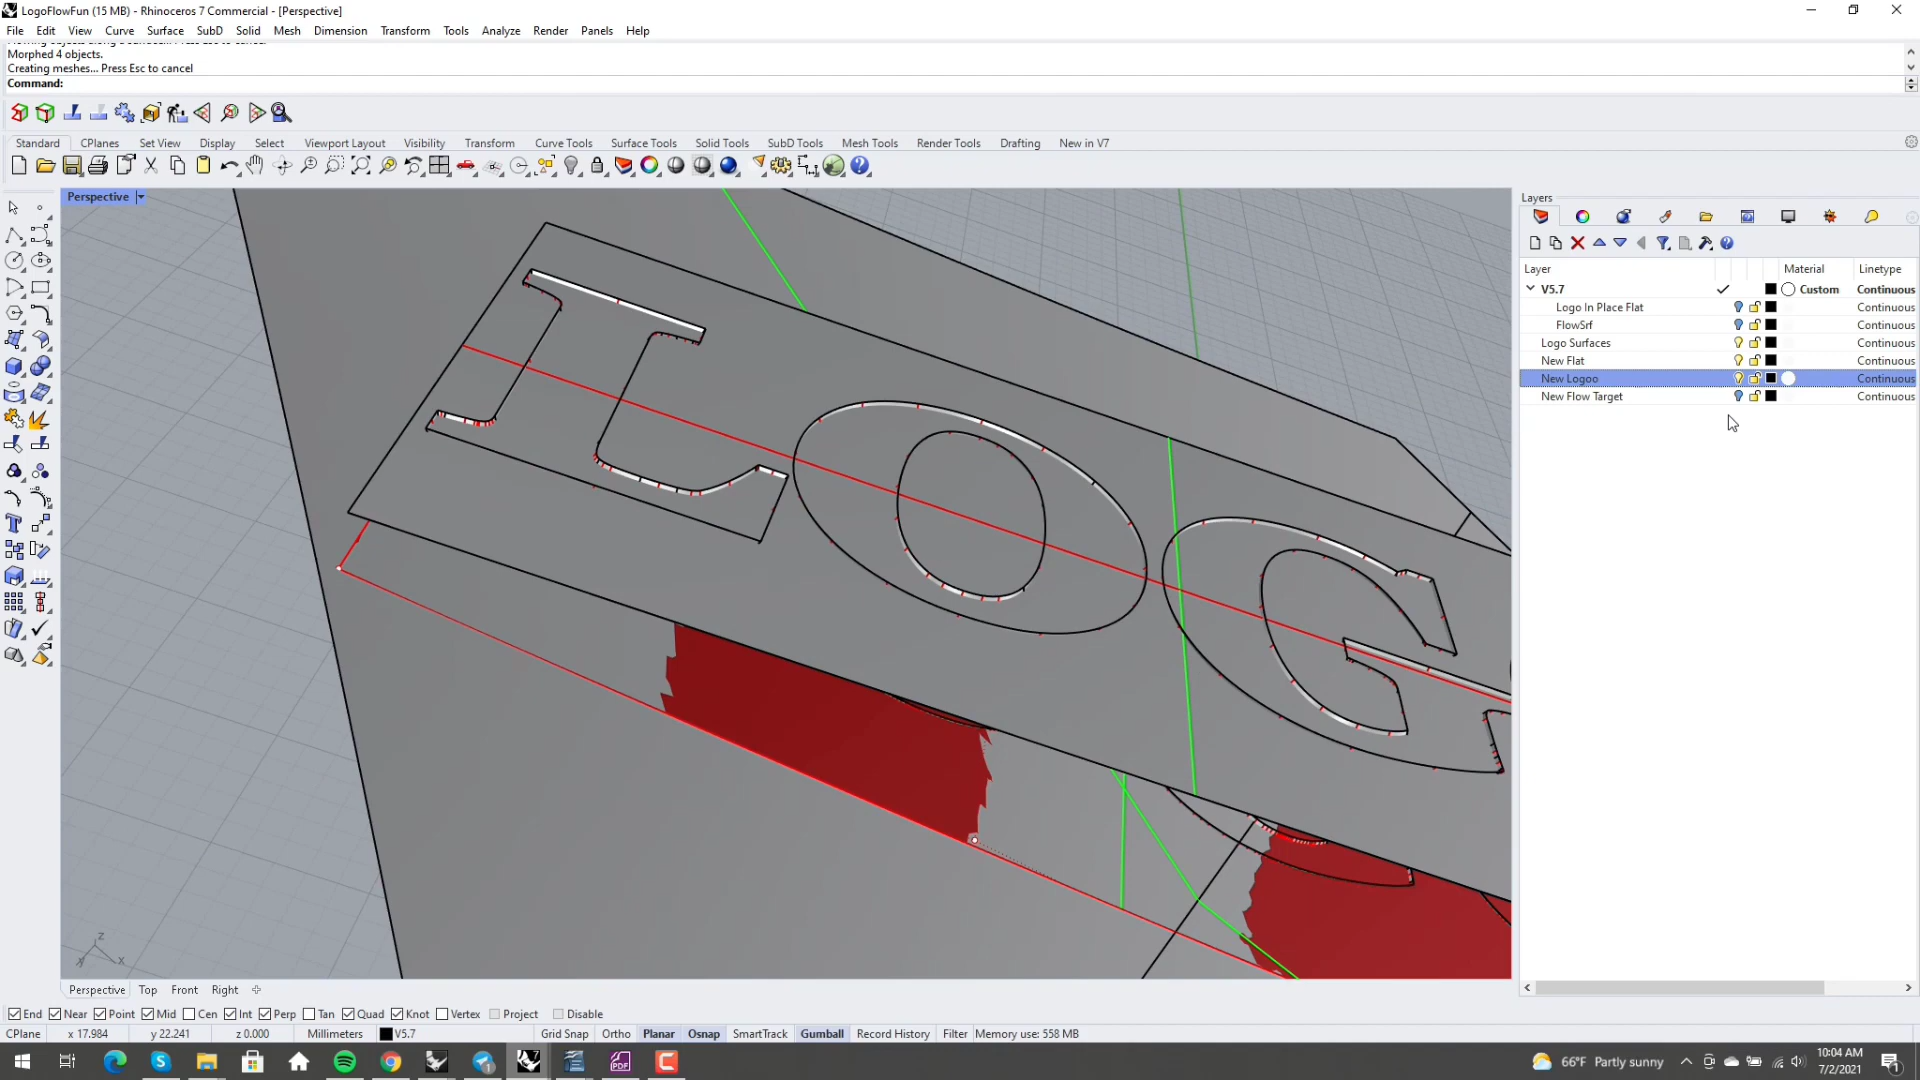 LogoFlowFun (15 MB) - Rhinoceros 7 Commercial - [Perspective]
File Edit View Curve Surface SubD Solid Mesh Dimension Transform Tools Analyze Render Panels Help
Morphed 4 objects.
Creating meshes... Press Esc to cancel
Command:
Standard CPlanes Set View Display Select Viewport Layout Visibility Transform Curve Tools Surface Tools Solid Tools SubD Tools Mesh Tools Render Tools Drafting New in V7
Perspective
Layers
Layer Material Linetype
V5.7 Custom Continuous
Logo In Place Flat Continuous
FlowSrf Continuous
Logo Surfaces Continuous
New Flat Continuous
New Logoo Continuous
New Flow Target Continuous
LOG
z
y x
Perspective Top Front Right
End Near Point Mid Cen Int Perp Tan Quad Knot Vertex Project Disable
CPlane x 17.984 y 22.241 z 0.000 Millimeters V5.7 Grid Snap Ortho Planar Osnap SmartTrack Gumball Record History Filter Memory use: 558 MB
66°F Partly sunny
10:04 AM
7/2/2021